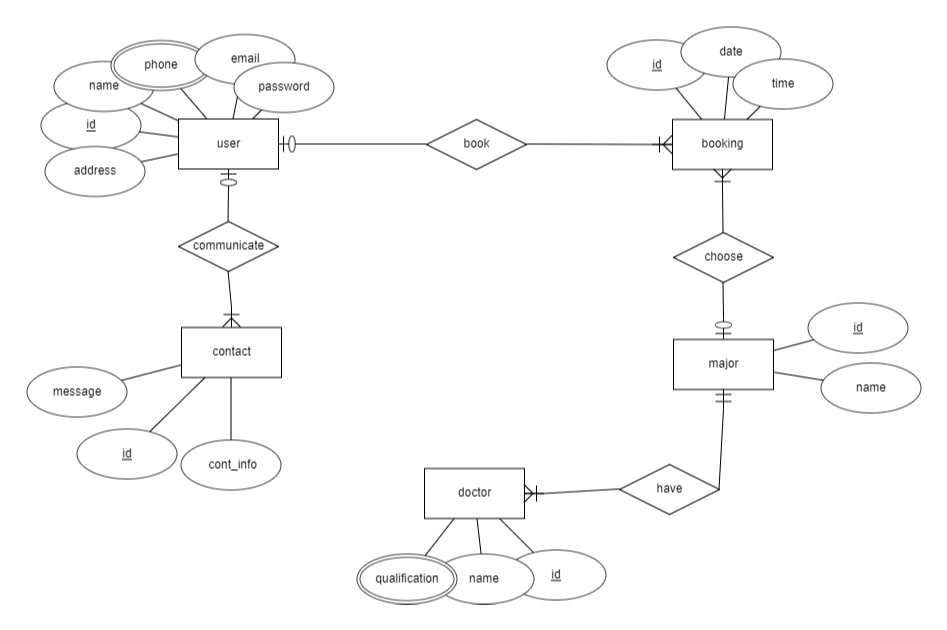 phone
email
name
password
id
address
user
book
id
date
time
booking
communicate
choose
contact
message
id
cont_info
major
id
name
doctor
have
qualification
name
id